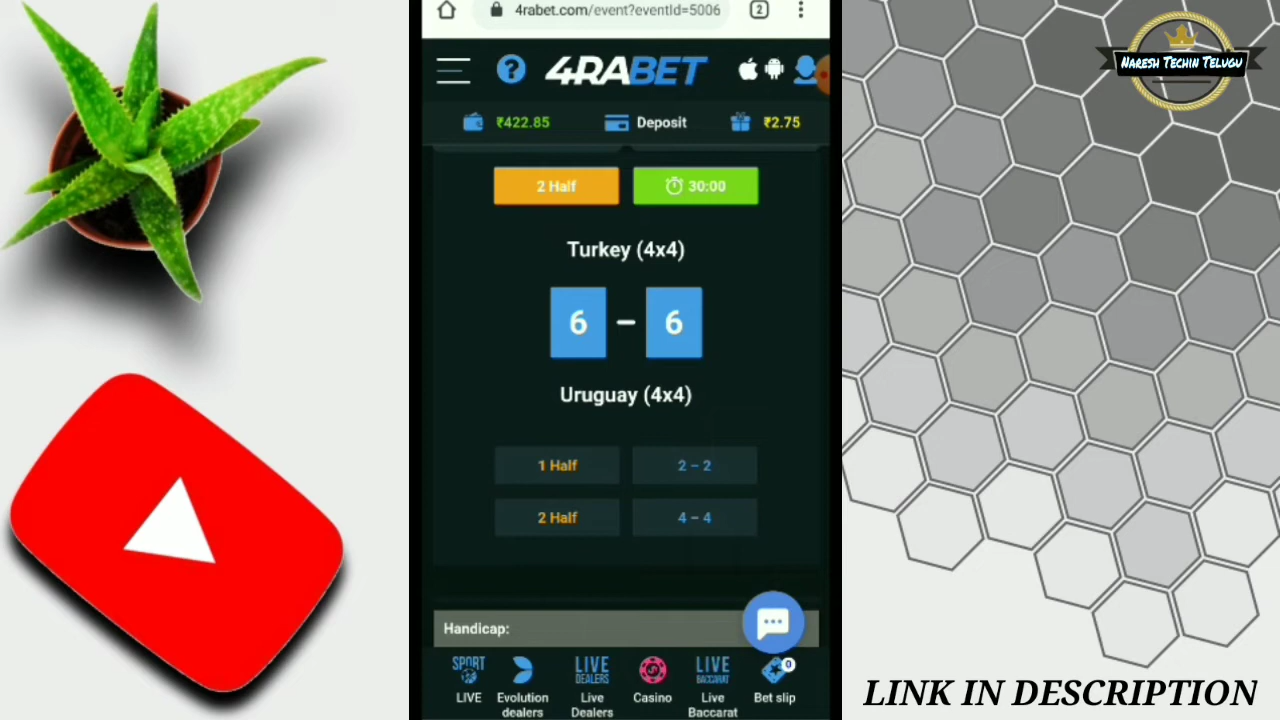 4rabet.com/event?eventId=5006
2
4RABET
₹422.85
Deposit
₹2.75
2 Half
30:00
Turkey (4x4)
6 – 6
Uruguay (4x4)
1 Half
2 – 2
2 Half
4 – 4
Handicap:
SPORT
LIVE
Evolution
dealers
LIVE
DEALERS
Live
Dealers
Casino
LIVE
BACCARAT
Live
Baccarat
0
Bet slip
NARESH TECHIN TELUGU
LINK IN DESCRIPTION